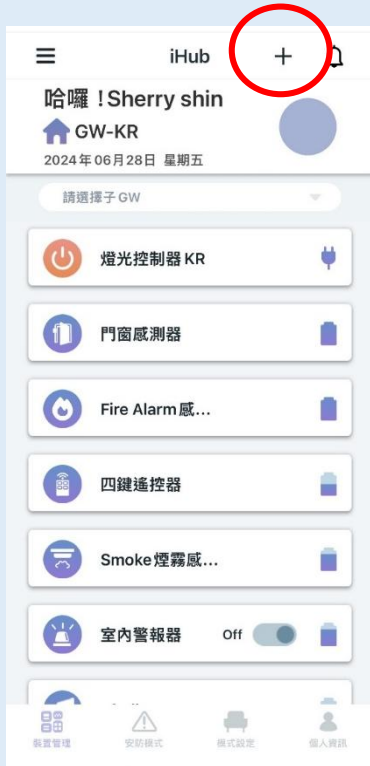 iHub
哈囉 !Sherry shin
GW-KR
2024年06月28日 星期五
請選擇子GW
燈光控制器KR
門窗感測器
Fire Alarm感...
四鍵遙控器
Smoke煙霧感...
室內警報器 Off
裝置管理 安防模式 模式設定 個人資訊